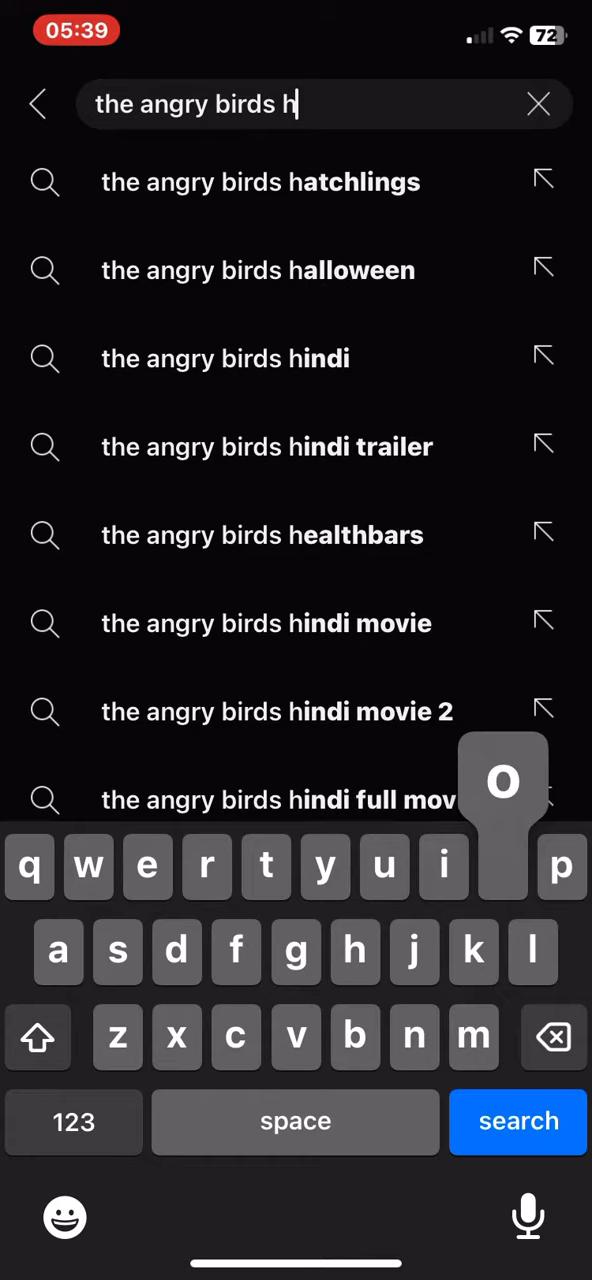 05:39
72
the angry birds h
the angry birds hatchlings
the angry birds halloween
the angry birds hindi
the angry birds hindi trailer
the angry birds healthbars
the angry birds hindi movie
the angry birds hindi movie 2
the angry birds hindi full mov
o
q w e r t y u i p
a s d f g h j k l
z x c v b n m
123 space search